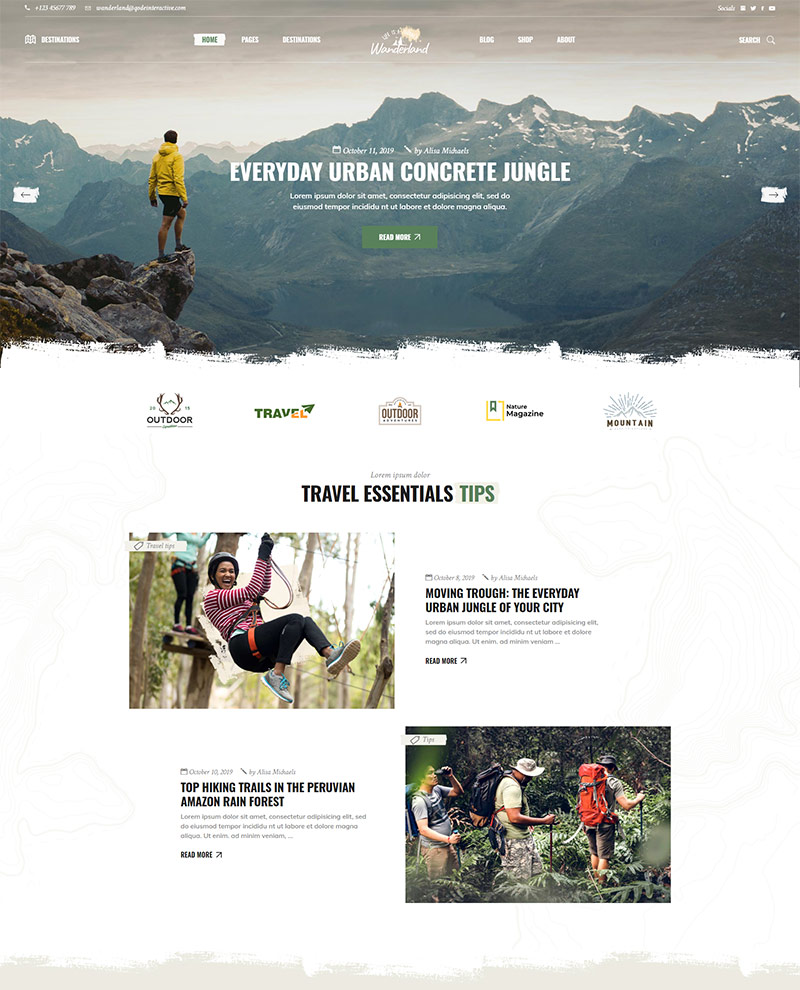 +123 45677 789 wanderland@qodeinteractive.com Socials
DESTINATIONS
HOME PAGES DESTINATIONS
Wanderland
BLOG SHOP ABOUT
SEARCH
October 11, 2019 by Alisa Michaels
EVERYDAY URBAN CONCRETE JUNGLE
Lorem ipsum dolor sit amet, consectetur adipisicing elit, sed do
eiusmod tempor incididu nt ut labore et dolore magna aliqua.
READ MORE
2015
OUTDOOR
TRAVEL
OUTDOOR
ADVENTURES
Nature
Magazine
MOUNTAIN
Lorem ipsum dolor
TRAVEL ESSENTIALS TIPS
Travel tips
October 8, 2019 by Alisa Michaels
MOVING TROUGH: THE EVERYDAY
URBAN JUNGLE OF YOUR CITY
Lorem ipsum dolor sit amet, consectetur adipisicing elit,
sed do eiusmod tempor incididunt ut labore et dolore
magna aliqua. Ut enim, ad minim veniam ...
READ MORE
Tips
October 10, 2019 by Alisa Michaels
TOP HIKING TRAILS IN THE PERUVIAN
AMAZON RAIN FOREST
Lorem ipsum dolor sit amet, consectetur adipisicing elit,
sed do eiusmod tempor incididunt ut labore et dolore
magna aliqua. Ut enim, ad minim veniam, ...
READ MORE